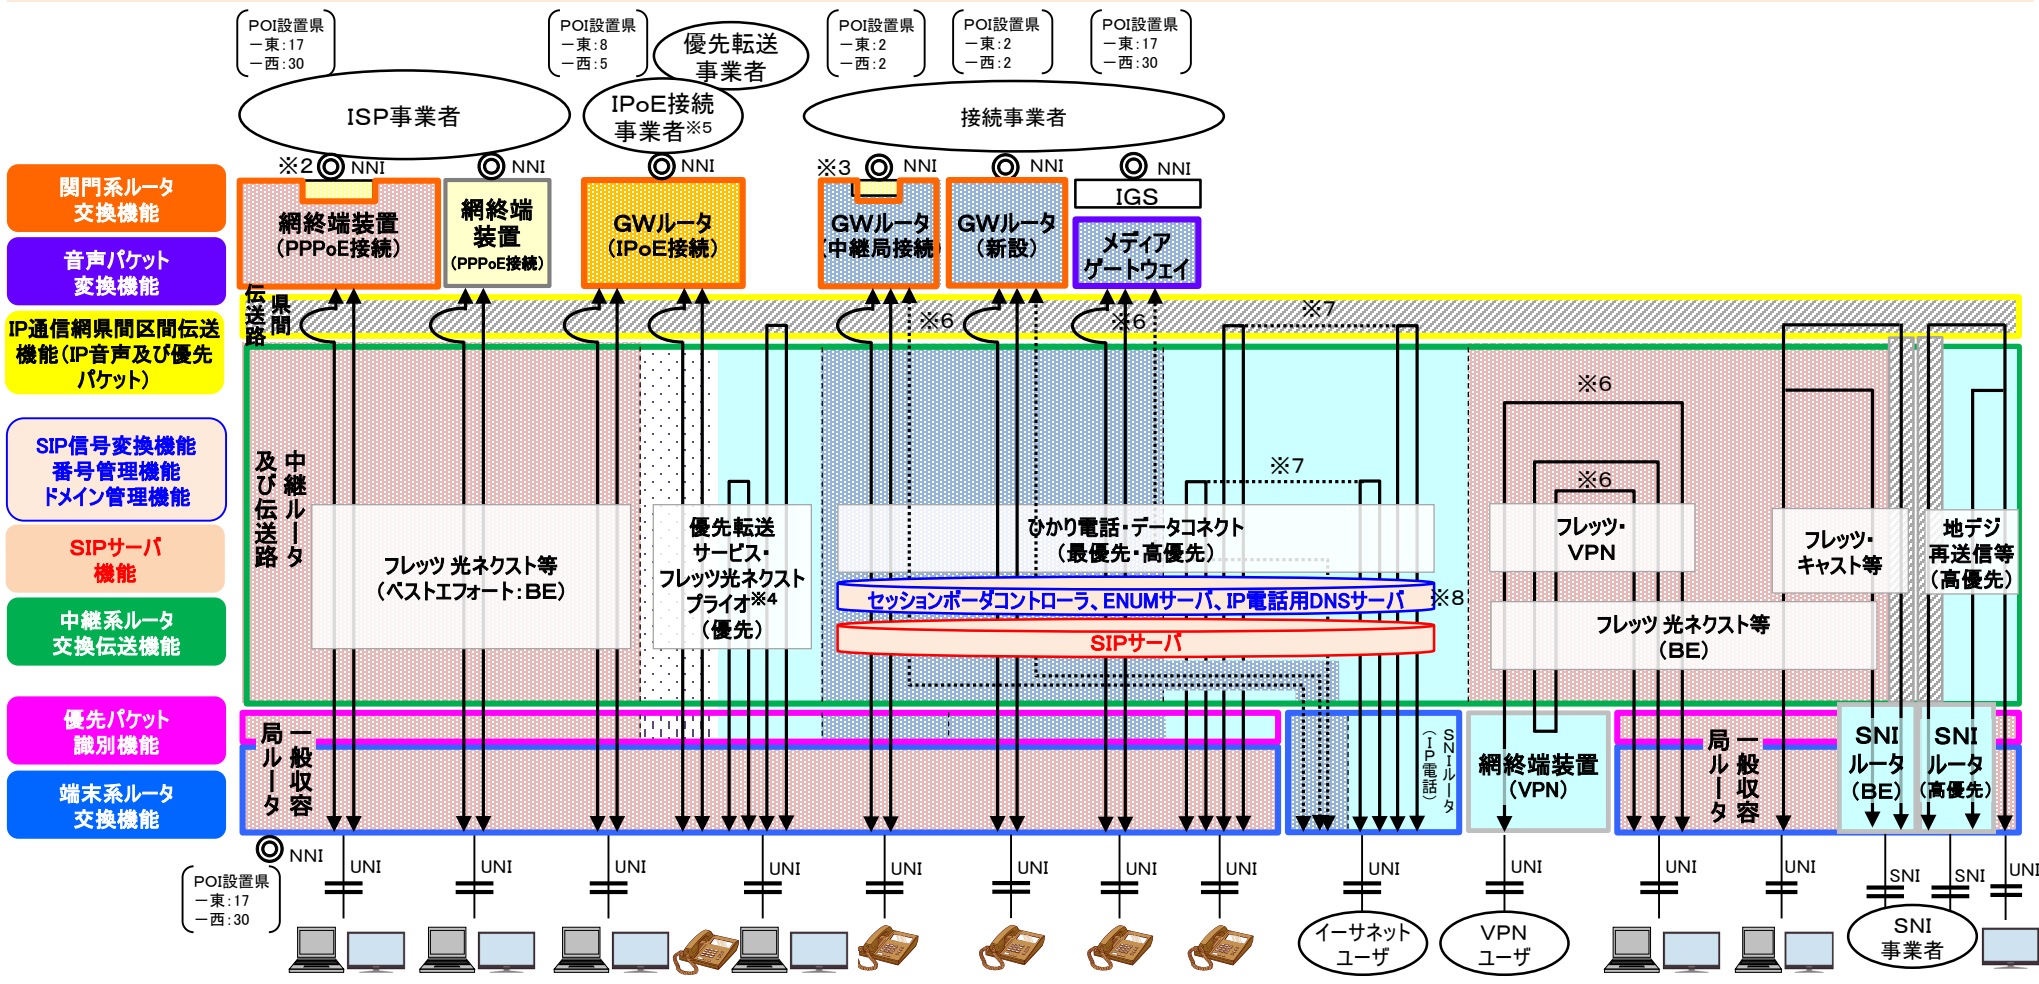 POI設置県
－東:17
－西:30
POI設置県
－東:8
－西:5
優先転送
事業者
POI設置県
－東:2
－西:2
POI設置県
－東:2
－西:2
POI設置県
－東:17
－西:30
ISP事業者
IPoE接続
事業者※5
接続事業者
※2
NNI
NNI
NNI
※3
NNI
NNI
NNI
関門系ルータ
交換機能
音声パケット
変換機能
IP通信網県間区間伝送
機能(IP音声及び優先
パケット)
SIP信号変換機能
番号管理機能
ドメイン管理機能
SIPサーバ
機能
中継系ルータ
交換伝送機能
優先パケット
識別機能
端末系ルータ
交換機能
網終端装置
(PPPoE接続)
網終端
装置
(PPPoE接続)
GWルータ
(IPoE接続)
GWルータ
(中継局接続)
GWルータ
(新設)
IGS
メディア
ゲートウェイ
県間
伝送路
※6
※6
※7
※6
※7
※6
中継ルータ
及び伝送路
フレッツ 光ネクスト等
(ベストエフォート:BE)
優先転送
サービス・
フレッツ光ネクスト
プライオ※4
(優先)
ひかり電話・データコネクト
(最優先・高優先)
セッションボーダコントローラ、ENUMサーバ、IP電話用DNSサーバ
※8
SIPサーバ
フレッツ・
VPN
フレッツ 光ネクスト等
(BE)
フレッツ・
キャスト等
地デジ
再送信等
(高優先)
一般収容
局ルータ
SNIルータ
(IP電話)
網終端装置
(VPN)
一般収容
局ルータ
SNI
ルータ
(BE)
SNI
ルータ
(高優先)
NNI
POI設置県
－東:17
－西:30
UNI
UNI
UNI
UNI
UNI
UNI
UNI
UNI
UNI
UNI
UNI
UNI
SNI
SNI
UNI
イーサネット
ユーザ
VPN
ユーザ
SNI
事業者